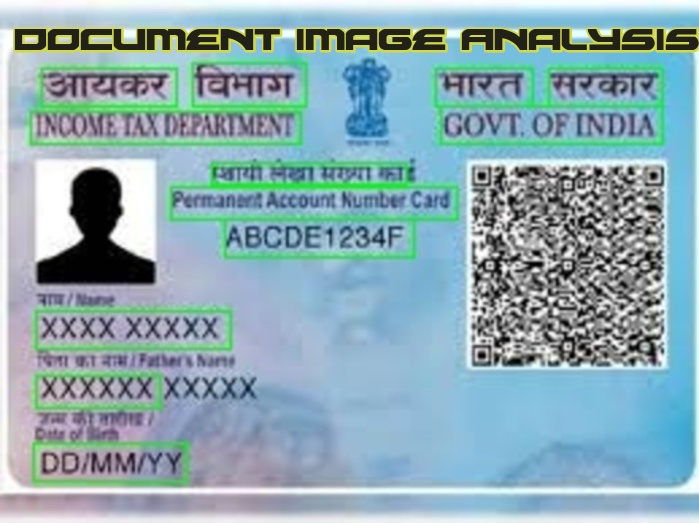 DOCUMENT IMAGE ANALYSIS
आयकर विभाग
INCOME TAX DEPARTMENT
भारत सरकार
GOVT. OF INDIA
स्थायी लेखा संख्या कार्ड
Permanent Account Number Card
ABCDE1234F
नाम / Name
XXXX XXXXX
पिता का नाम / Father's Name
XXXXXX XXXXX
जन्म की तारीख /
Date of Birth
DD/MM/YY